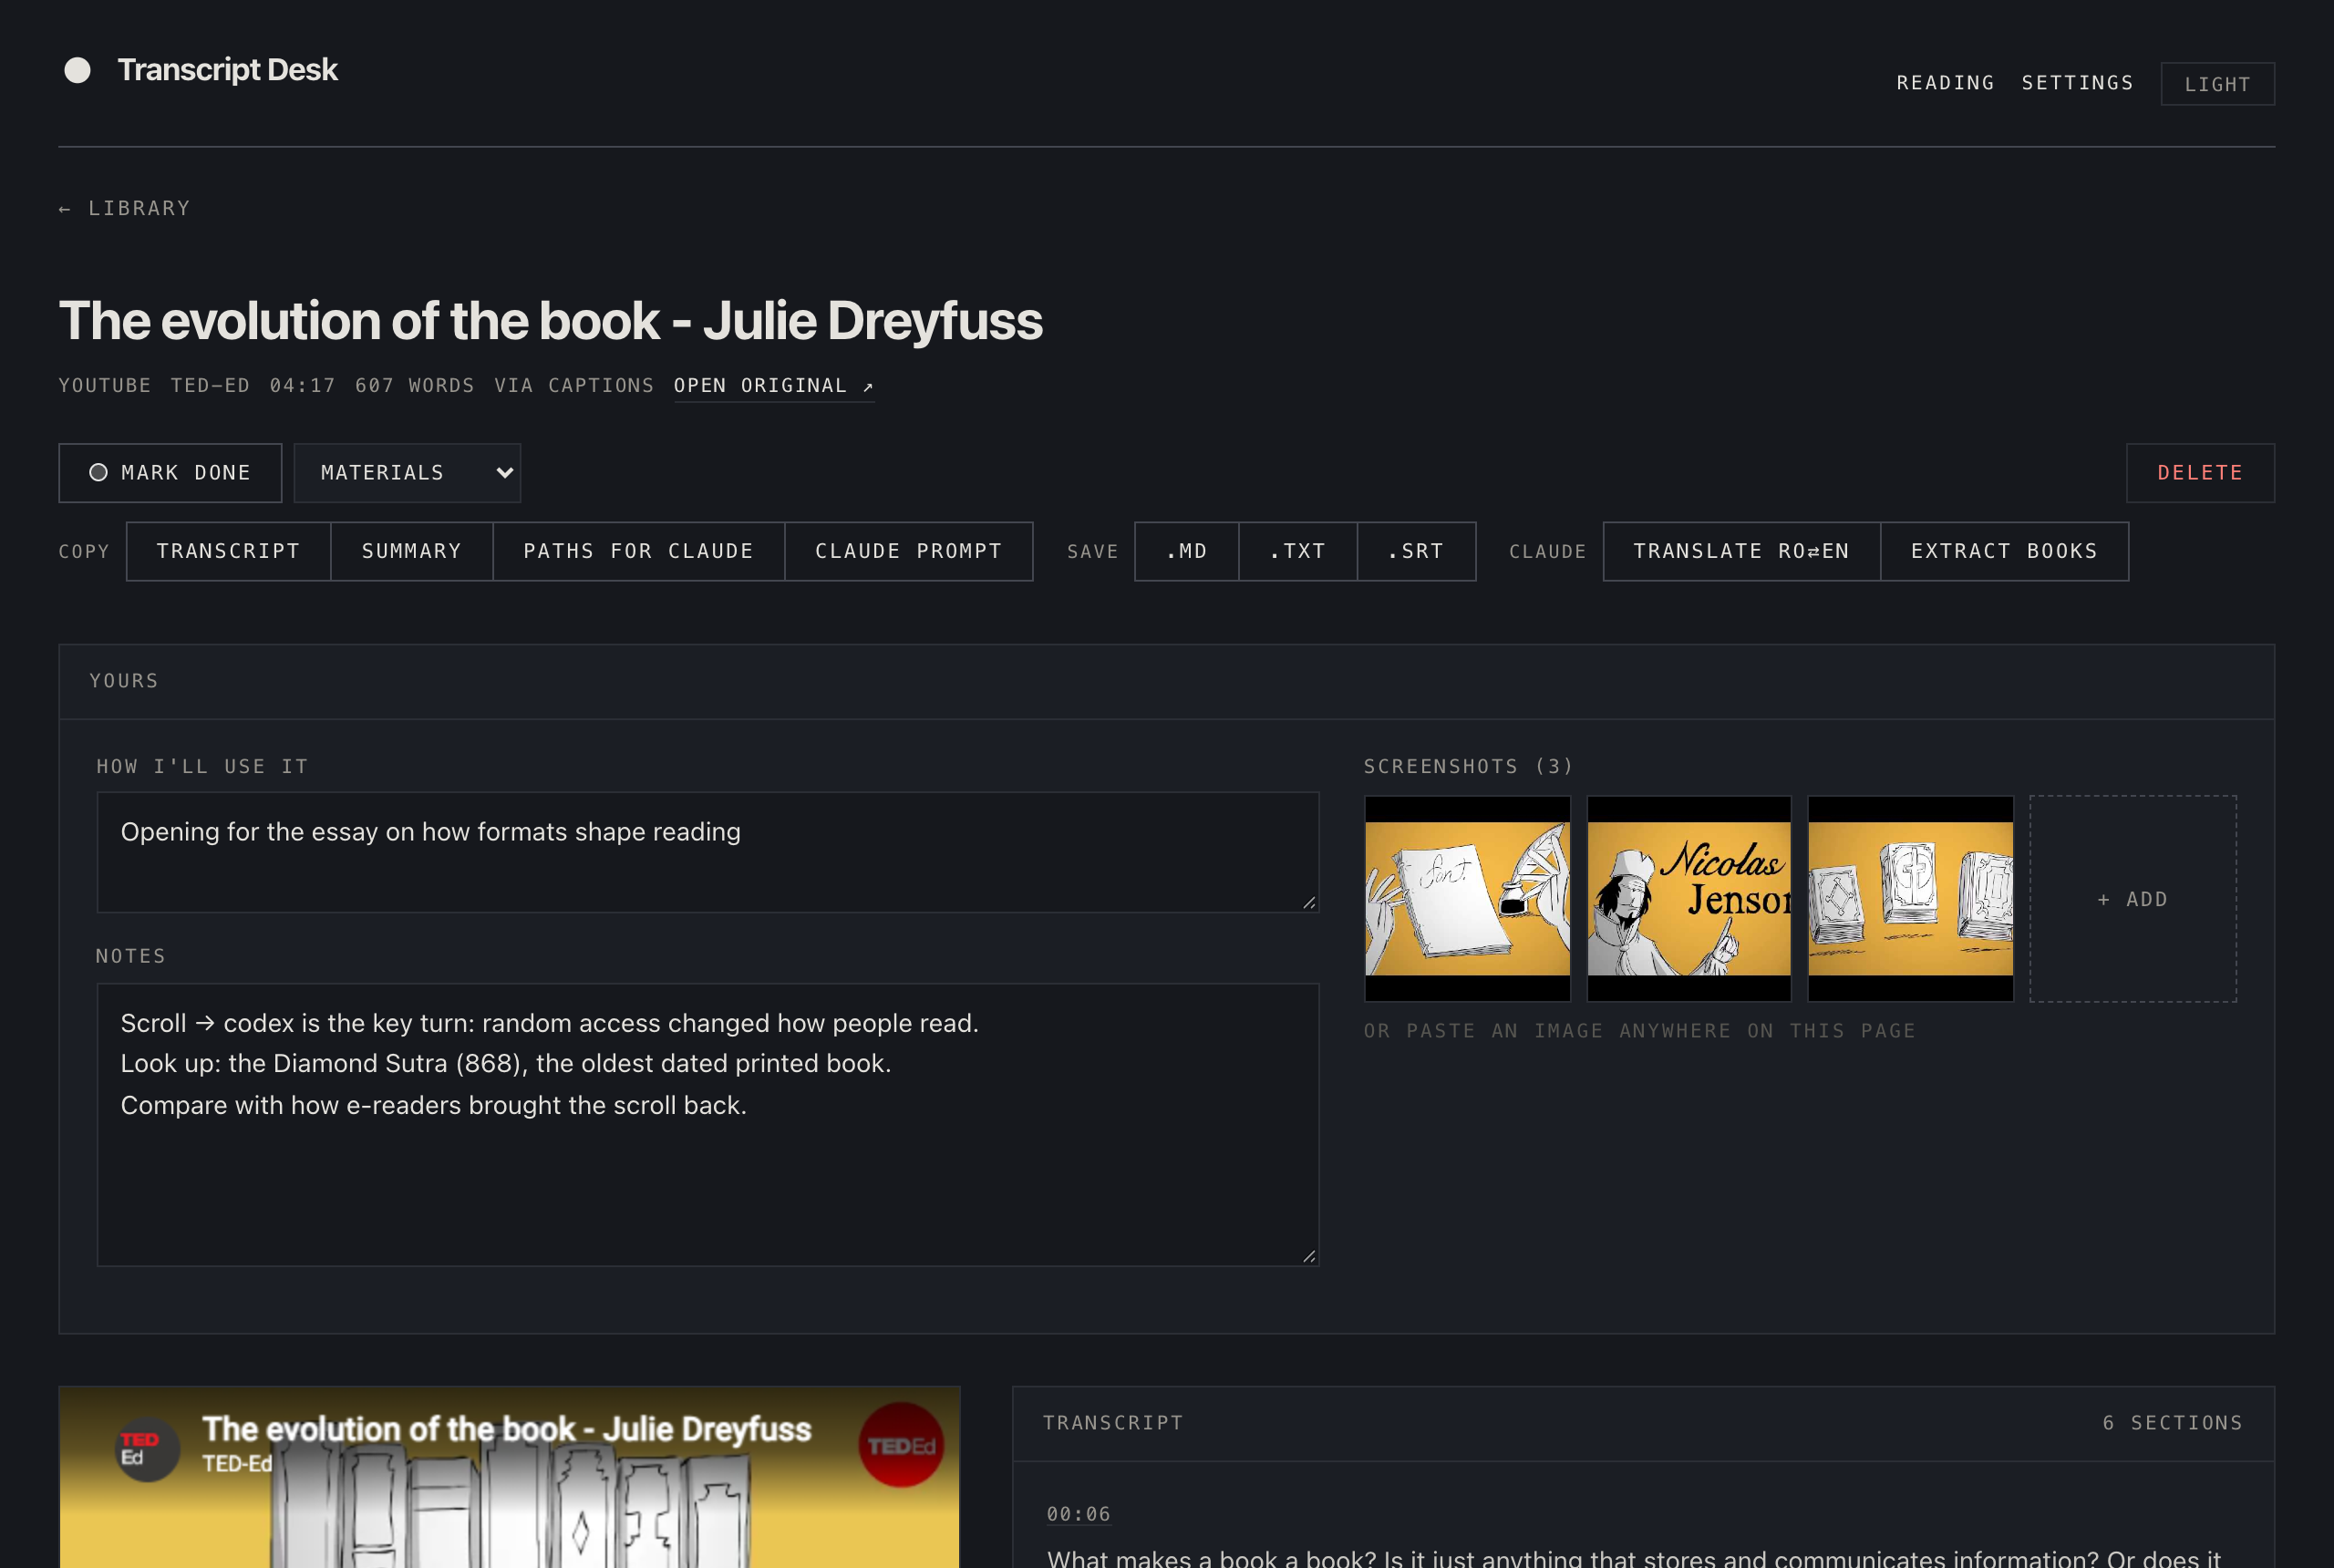 Transcript Desk
READING SETTINGS LIGHT
← LIBRARY
The evolution of the book - Julie Dreyfuss
YOUTUBE TED-ED 04:17 607 WORDS VIA CAPTIONS OPEN ORIGINAL ↗
MARK DONE MATERIALS DELETE
COPY TRANSCRIPT SUMMARY PATHS FOR CLAUDE CLAUDE PROMPT SAVE .MD .TXT .SRT CLAUDE TRANSLATE RO⇄EN EXTRACT BOOKS
YOURS
HOW I'LL USE IT
Opening for the essay on how formats shape reading
NOTES
Scroll → codex is the key turn: random access changed how people read.
Look up: the Diamond Sutra (868), the oldest dated printed book.
Compare with how e-readers brought the scroll back.
SCREENSHOTS (3)
Font
Nicolas
Jenson
+ ADD
OR PASTE AN IMAGE ANYWHERE ON THIS PAGE
TED
Ed
The evolution of the book - Julie Dreyfuss
TED-Ed
TEDEd
TRANSCRIPT 6 SECTIONS
00:06
What makes a book a book? Is it just anything that stores and communicates information? Or does it